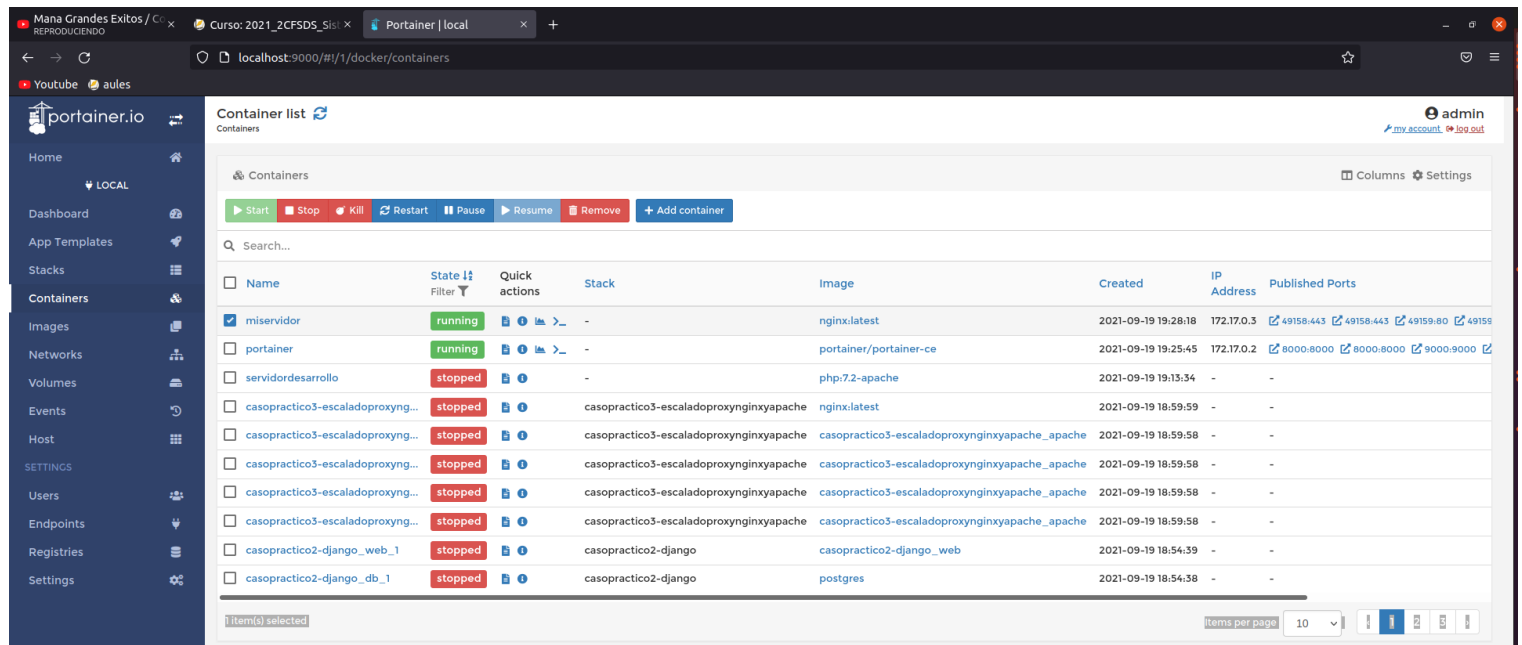 Mana Grandes Exitos / Co
REPRODUCIENDO
Curso: 2021_2CFSDS_Sist
Portainer | local
localhost:9000/#!/1/docker/containers
Youtube aules
portainer.io
Home
LOCAL
Dashboard
App Templates
Stacks
Containers
Images
Networks
Volumes
Events
Host
SETTINGS
Users
Endpoints
Registries
Settings
Container list
Containers
admin
my account log out
Containers
Columns Settings
Start Stop Kill Restart Pause Resume Remove + Add container
Search...
Name State Filter Quick actions Stack Image Created IP Address Published Ports
miservidor running >_ - nginx:latest 2021-09-19 19:28:18 172.17.0.3 49158:443 49158:443 49159:80 49159
portainer running >_ - portainer/portainer-ce 2021-09-19 19:25:45 172.17.0.2 8000:8000 8000:8000 9000:9000
servidordesarrollo stopped - php:7.2-apache 2021-09-19 19:13:34 - -
casopractico3-escaladoproxyng... stopped casopractico3-escaladoproxynginxyapache nginx:latest 2021-09-19 18:59:59 - -
casopractico3-escaladoproxyng... stopped casopractico3-escaladoproxynginxyapache casopractico3-escaladoproxynginxyapache_apache 2021-09-19 18:59:58 - -
casopractico3-escaladoproxyng... stopped casopractico3-escaladoproxynginxyapache casopractico3-escaladoproxynginxyapache_apache 2021-09-19 18:59:58 - -
casopractico3-escaladoproxyng... stopped casopractico3-escaladoproxynginxyapache casopractico3-escaladoproxynginxyapache_apache 2021-09-19 18:59:58 - -
casopractico3-escaladoproxyng... stopped casopractico3-escaladoproxynginxyapache casopractico3-escaladoproxynginxyapache_apache 2021-09-19 18:59:58 - -
casopractico2-django_web_1 stopped casopractico2-django casopractico2-django_web 2021-09-19 18:54:39 - -
casopractico2-django_db_1 stopped casopractico2-django postgres 2021-09-19 18:54:38 - -
1 item(s) selected
Items per page 10 1 2 3